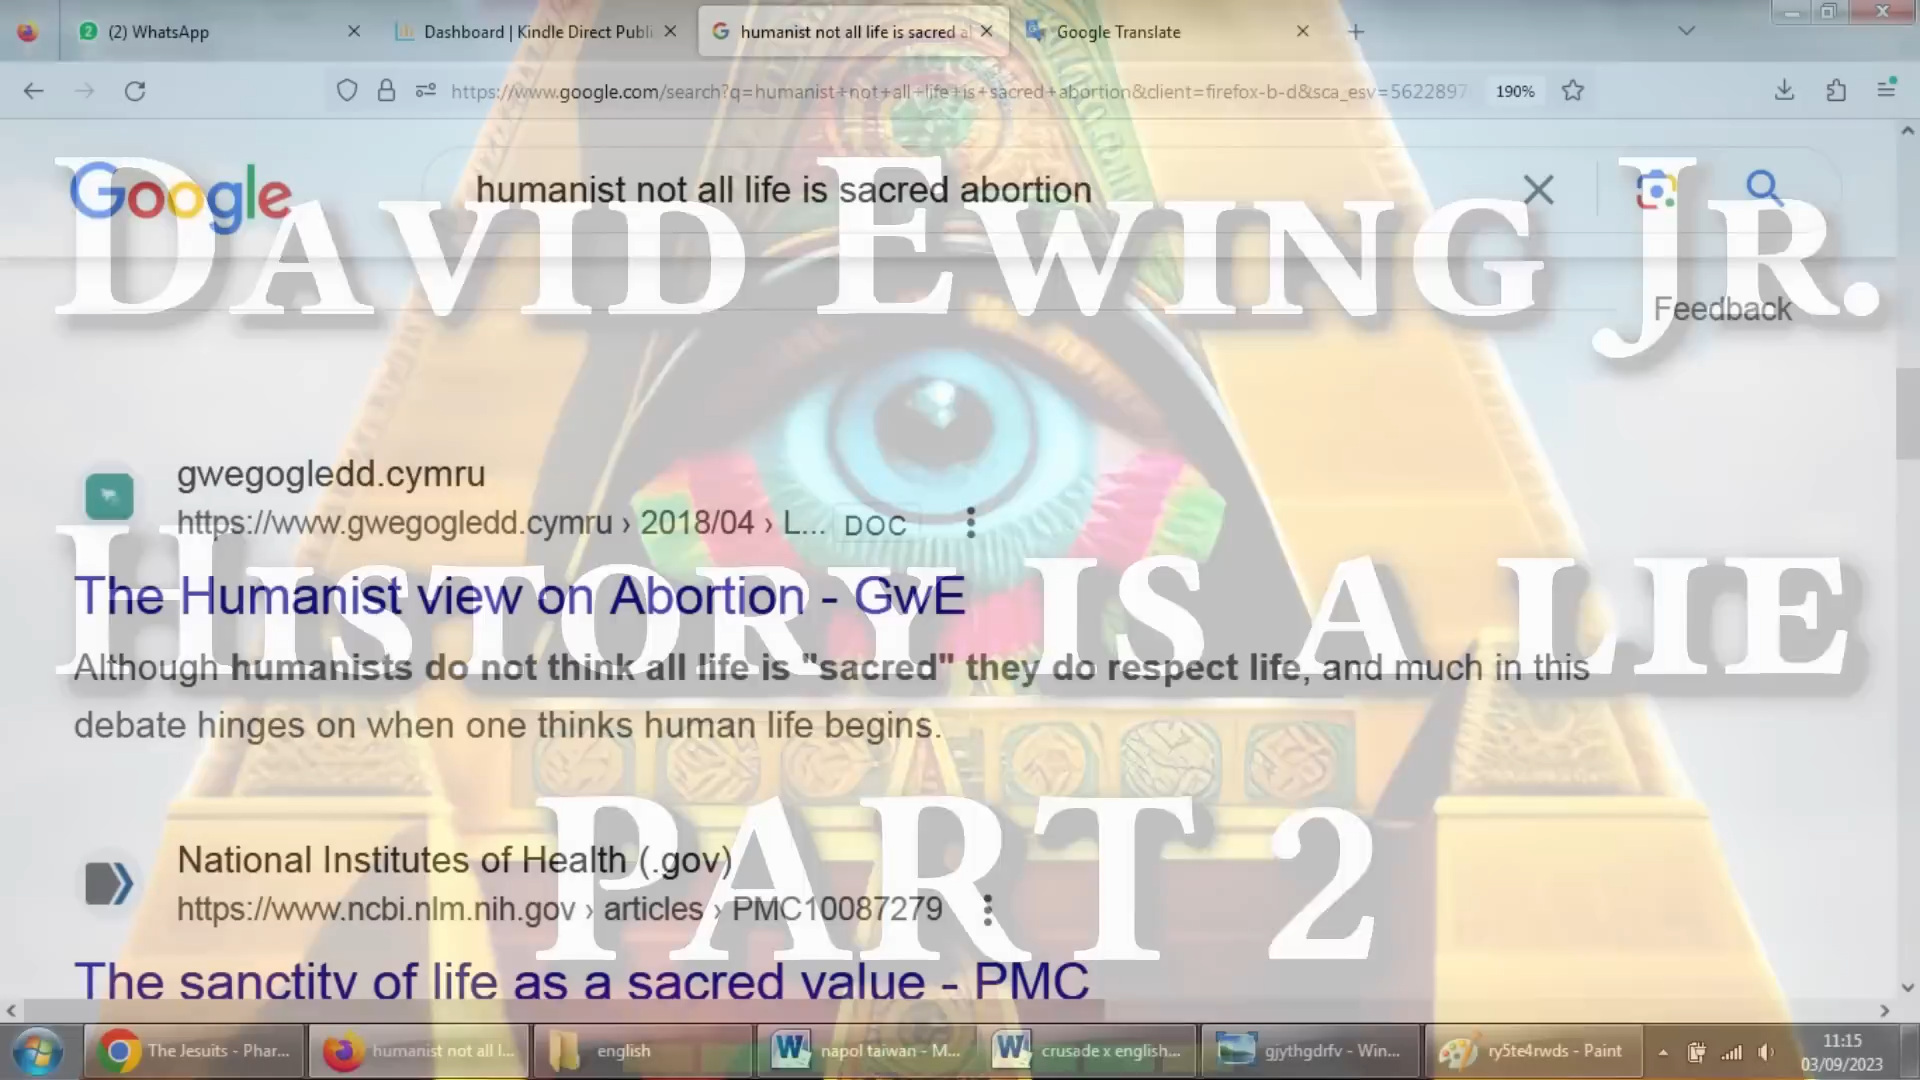 (2) WhatsApp
Dashboard | Kindle Direct Publi
humanist not all life is sacred al
Google Translate
https://www.google.com/search?q=humanist+not+all+life+is+sacred+abortion&client=firefox-b-d&sca_esv=5622897
190%
Google
humanist not all life is sacred abortion
DAVID EWING JR.
Feedback
gwegogledd.cymru
https://www.gwegogledd.cymru › 2018/04 › L... DOC
The Humanist view on Abortion - GwE
HISTORY IS A LIE
Although humanists do not think all life is "sacred" they do respect life, and much in this
debate hinges on when one thinks human life begins.
PART 2
National Institutes of Health (.gov)
https://www.ncbi.nlm.nih.gov › articles › PMC10087279
The sanctity of life as a sacred value - PMC
The Jesuits - Phar...
humanist not all l...
english
napol taiwan - M...
crusade x english...
gjythgdrfv - Win...
ry5te4rwds - Paint
11:15
03/09/2023